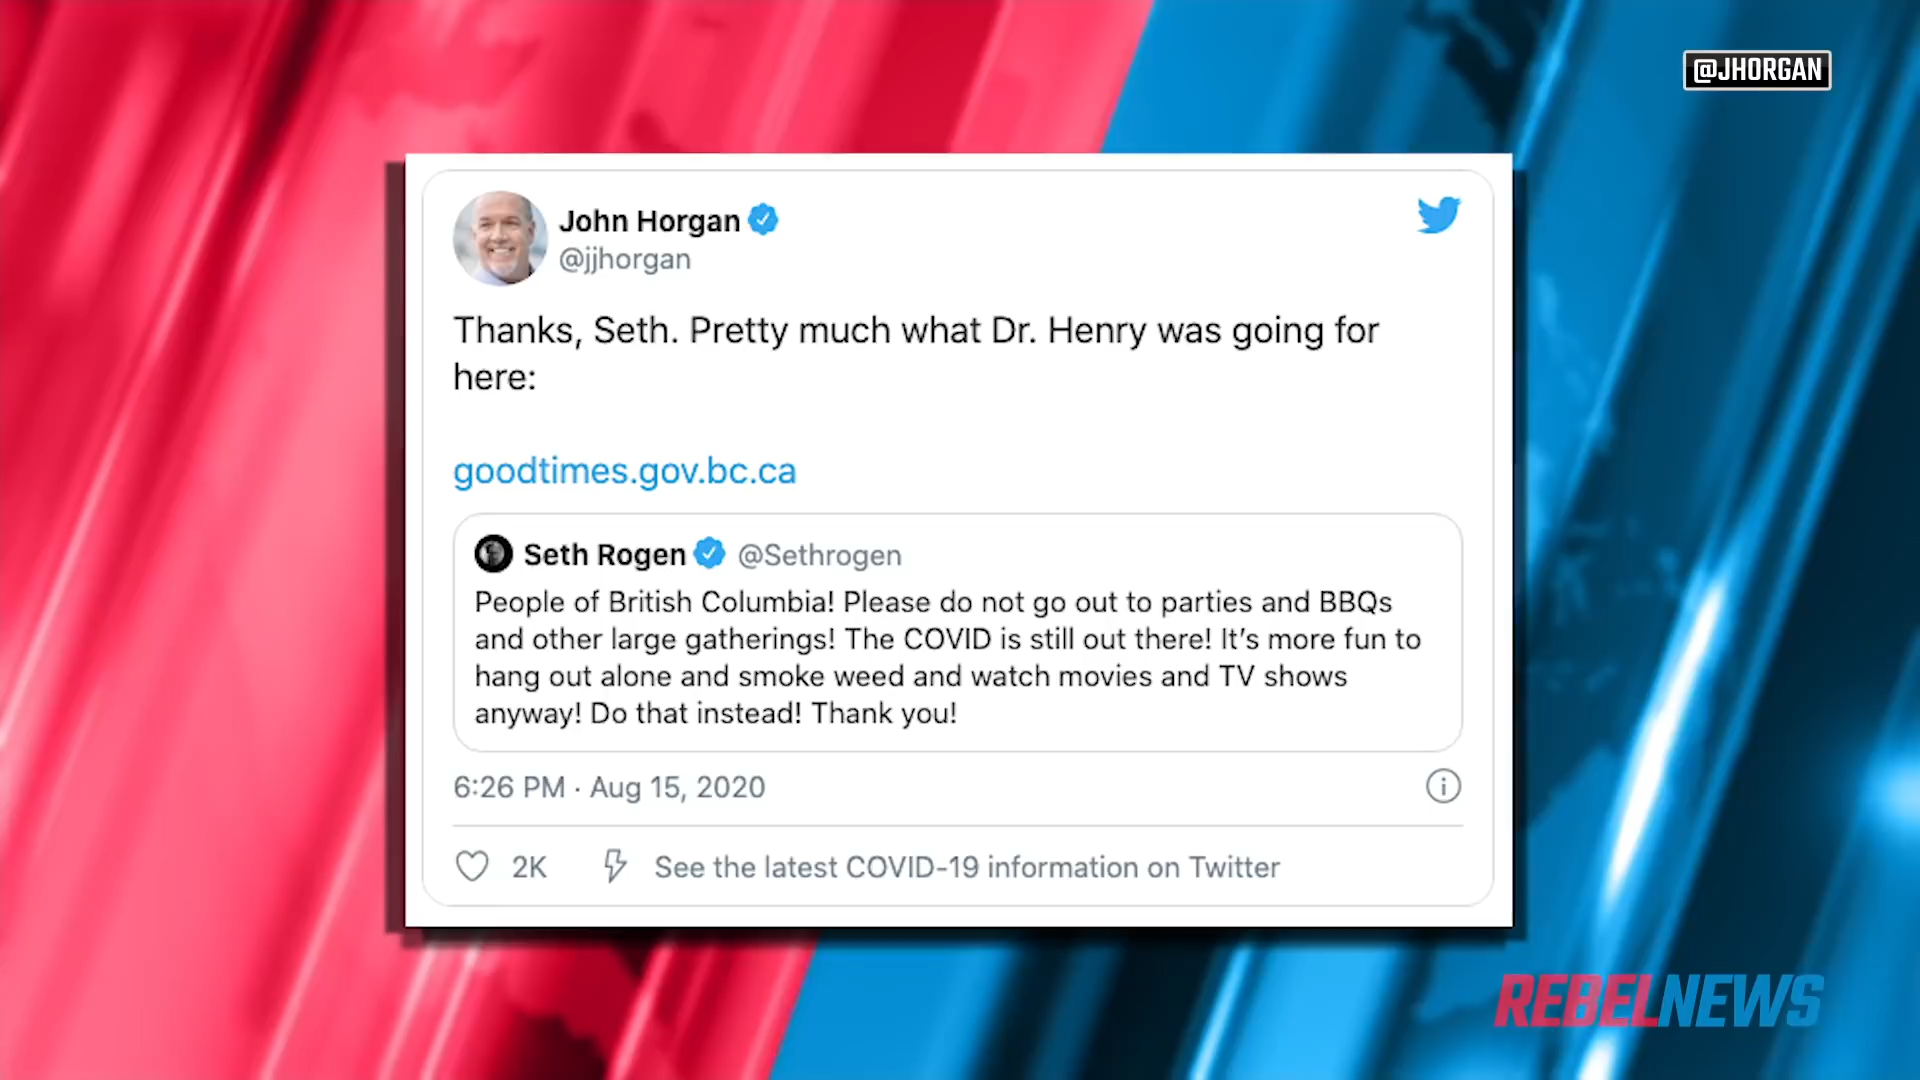 @JHORGAN
John Horgan
@jjhorgan
Thanks, Seth. Pretty much what Dr. Henry was going for
here:
goodtimes.gov.bc.ca
Seth Rogen @Sethrogen
People of British Columbia! Please do not go out to parties and BBQs
and other large gatherings! The COVID is still out there! It’s more fun to
hang out alone and smoke weed and watch movies and TV shows
anyway! Do that instead! Thank you!
6:26 PM · Aug 15, 2020
2K See the latest COVID-19 information on Twitter
REBELNEWS